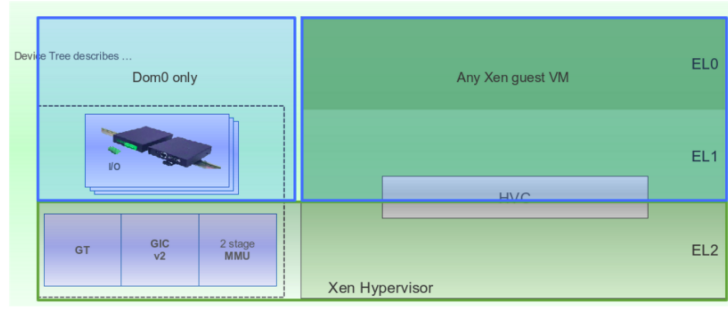 Device Tree describes ...
Dom0 only
Any Xen guest VM
EL0
I/O
EL1
HVC
GT
GIC
v2
2 stage
MMU
EL2
Xen Hypervisor